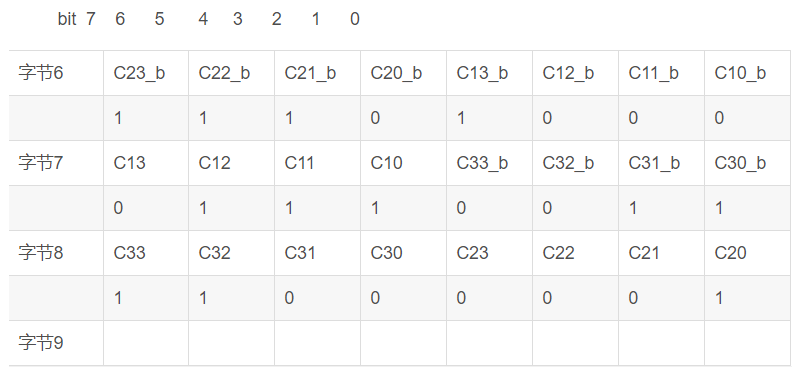 bit 7 6 5 4 3 2 1 0
字节6 C23_b C22_b C21_b C20_b C13_b C12_b C11_b C10_b
1 1 1 0 1 0 0 0
字节7 C13 C12 C11 C10 C33_b C32_b C31_b C30_b
0 1 1 1 0 0 1 1
字节8 C33 C32 C31 C30 C23 C22 C21 C20
1 1 0 0 0 0 0 1
字节9